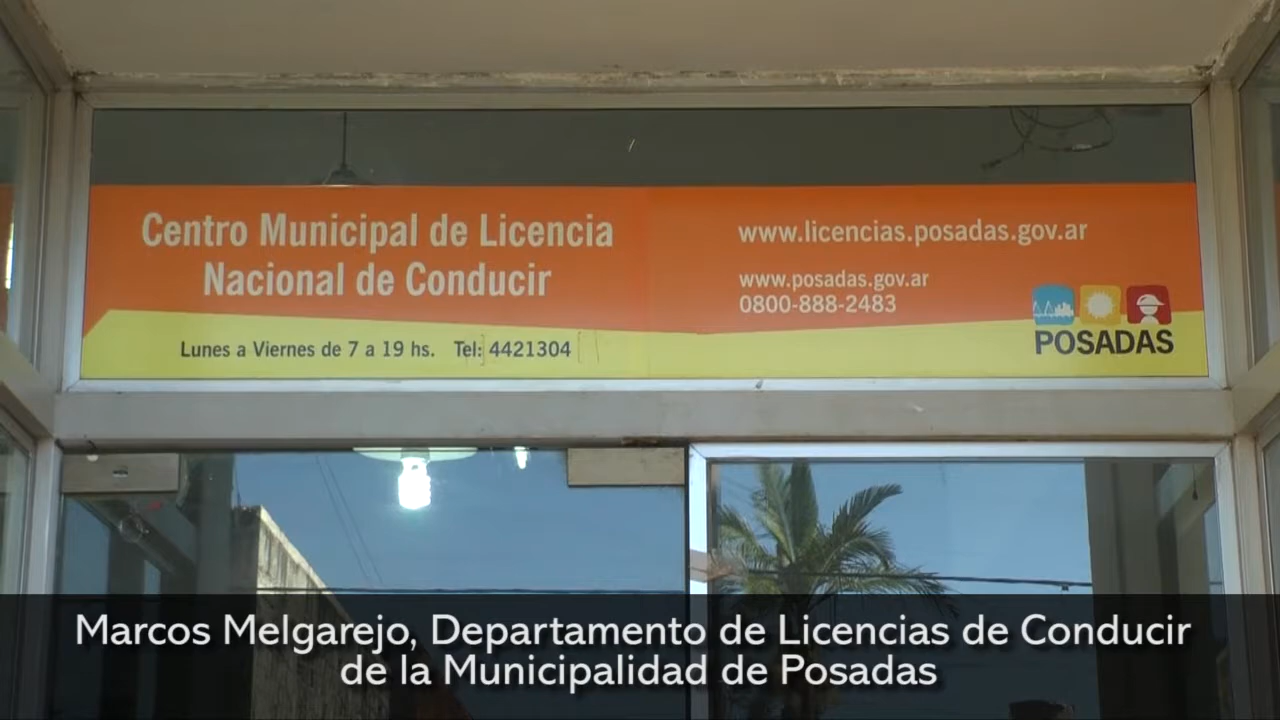 Centro Municipal de Licencia
Nacional de Conducir
Lunes a Viernes de 7 a 19 hs. Tel: 4421304
www.licencias.posadas.gov.ar
www.posadas.gov.ar
0800-888-2483
POSADAS
Marcos Melgarejo, Departamento de Licencias de Conducir
de la Municipalidad de Posadas